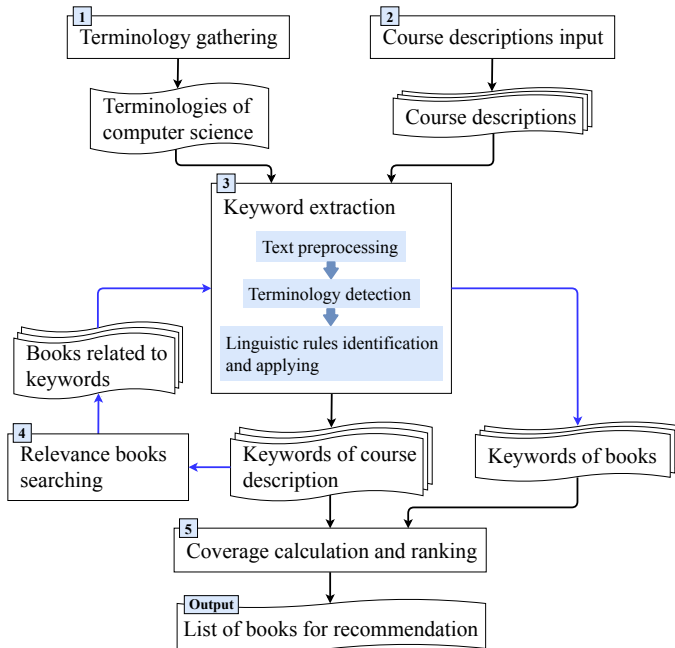 1
Terminology gathering
2
Course descriptions input
Terminologies of
computer science
Course descriptions
3
Keyword extraction
Text preprocessing
Terminology detection
Linguistic rules identification
and applying
Books related to
keywords
4
Relevance books
searching
Keywords of course
description
Keywords of books
5
Coverage calculation and ranking
Output
List of books for recommendation